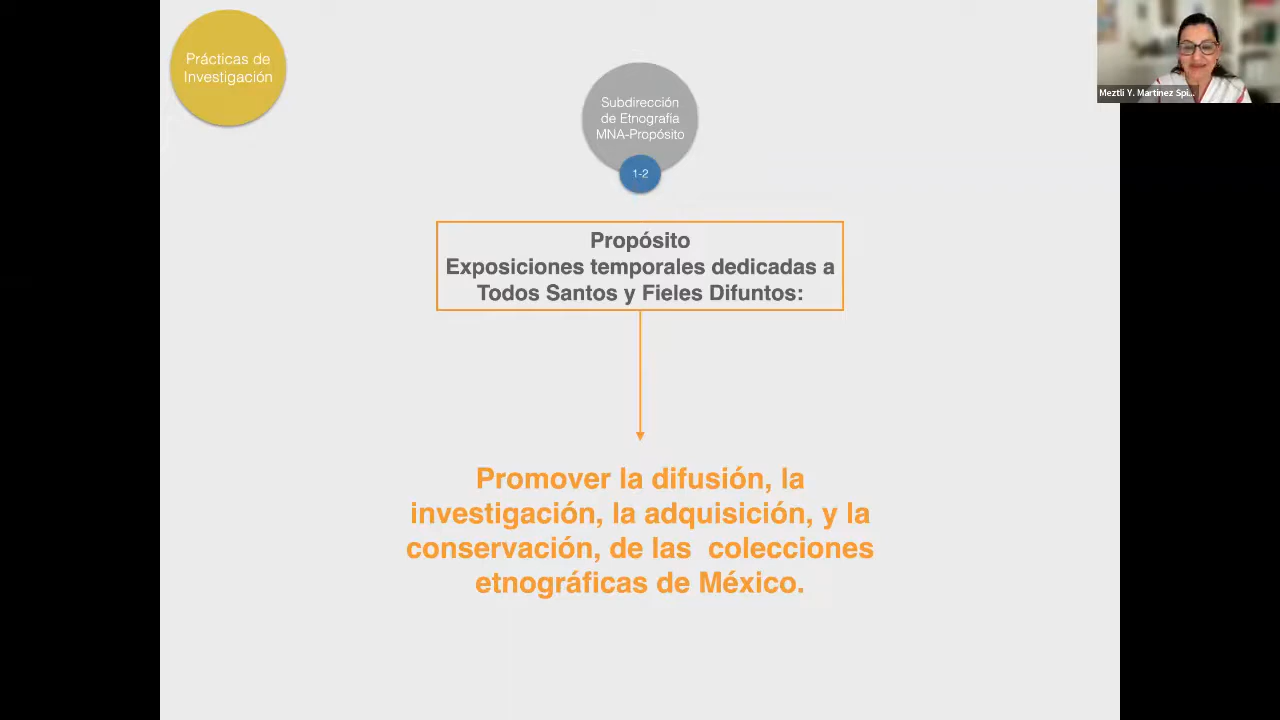 Prácticas de
Investigación
Subdirección
de Etnografía
MNA-Propósito
1-2
Meztli Y. Martínez Spi...
Propósito
Exposiciones temporales dedicadas a
Todos Santos y Fieles Difuntos:
Promover la difusión, la
investigación, la adquisición, y la
conservación, de las colecciones
etnográficas de México.